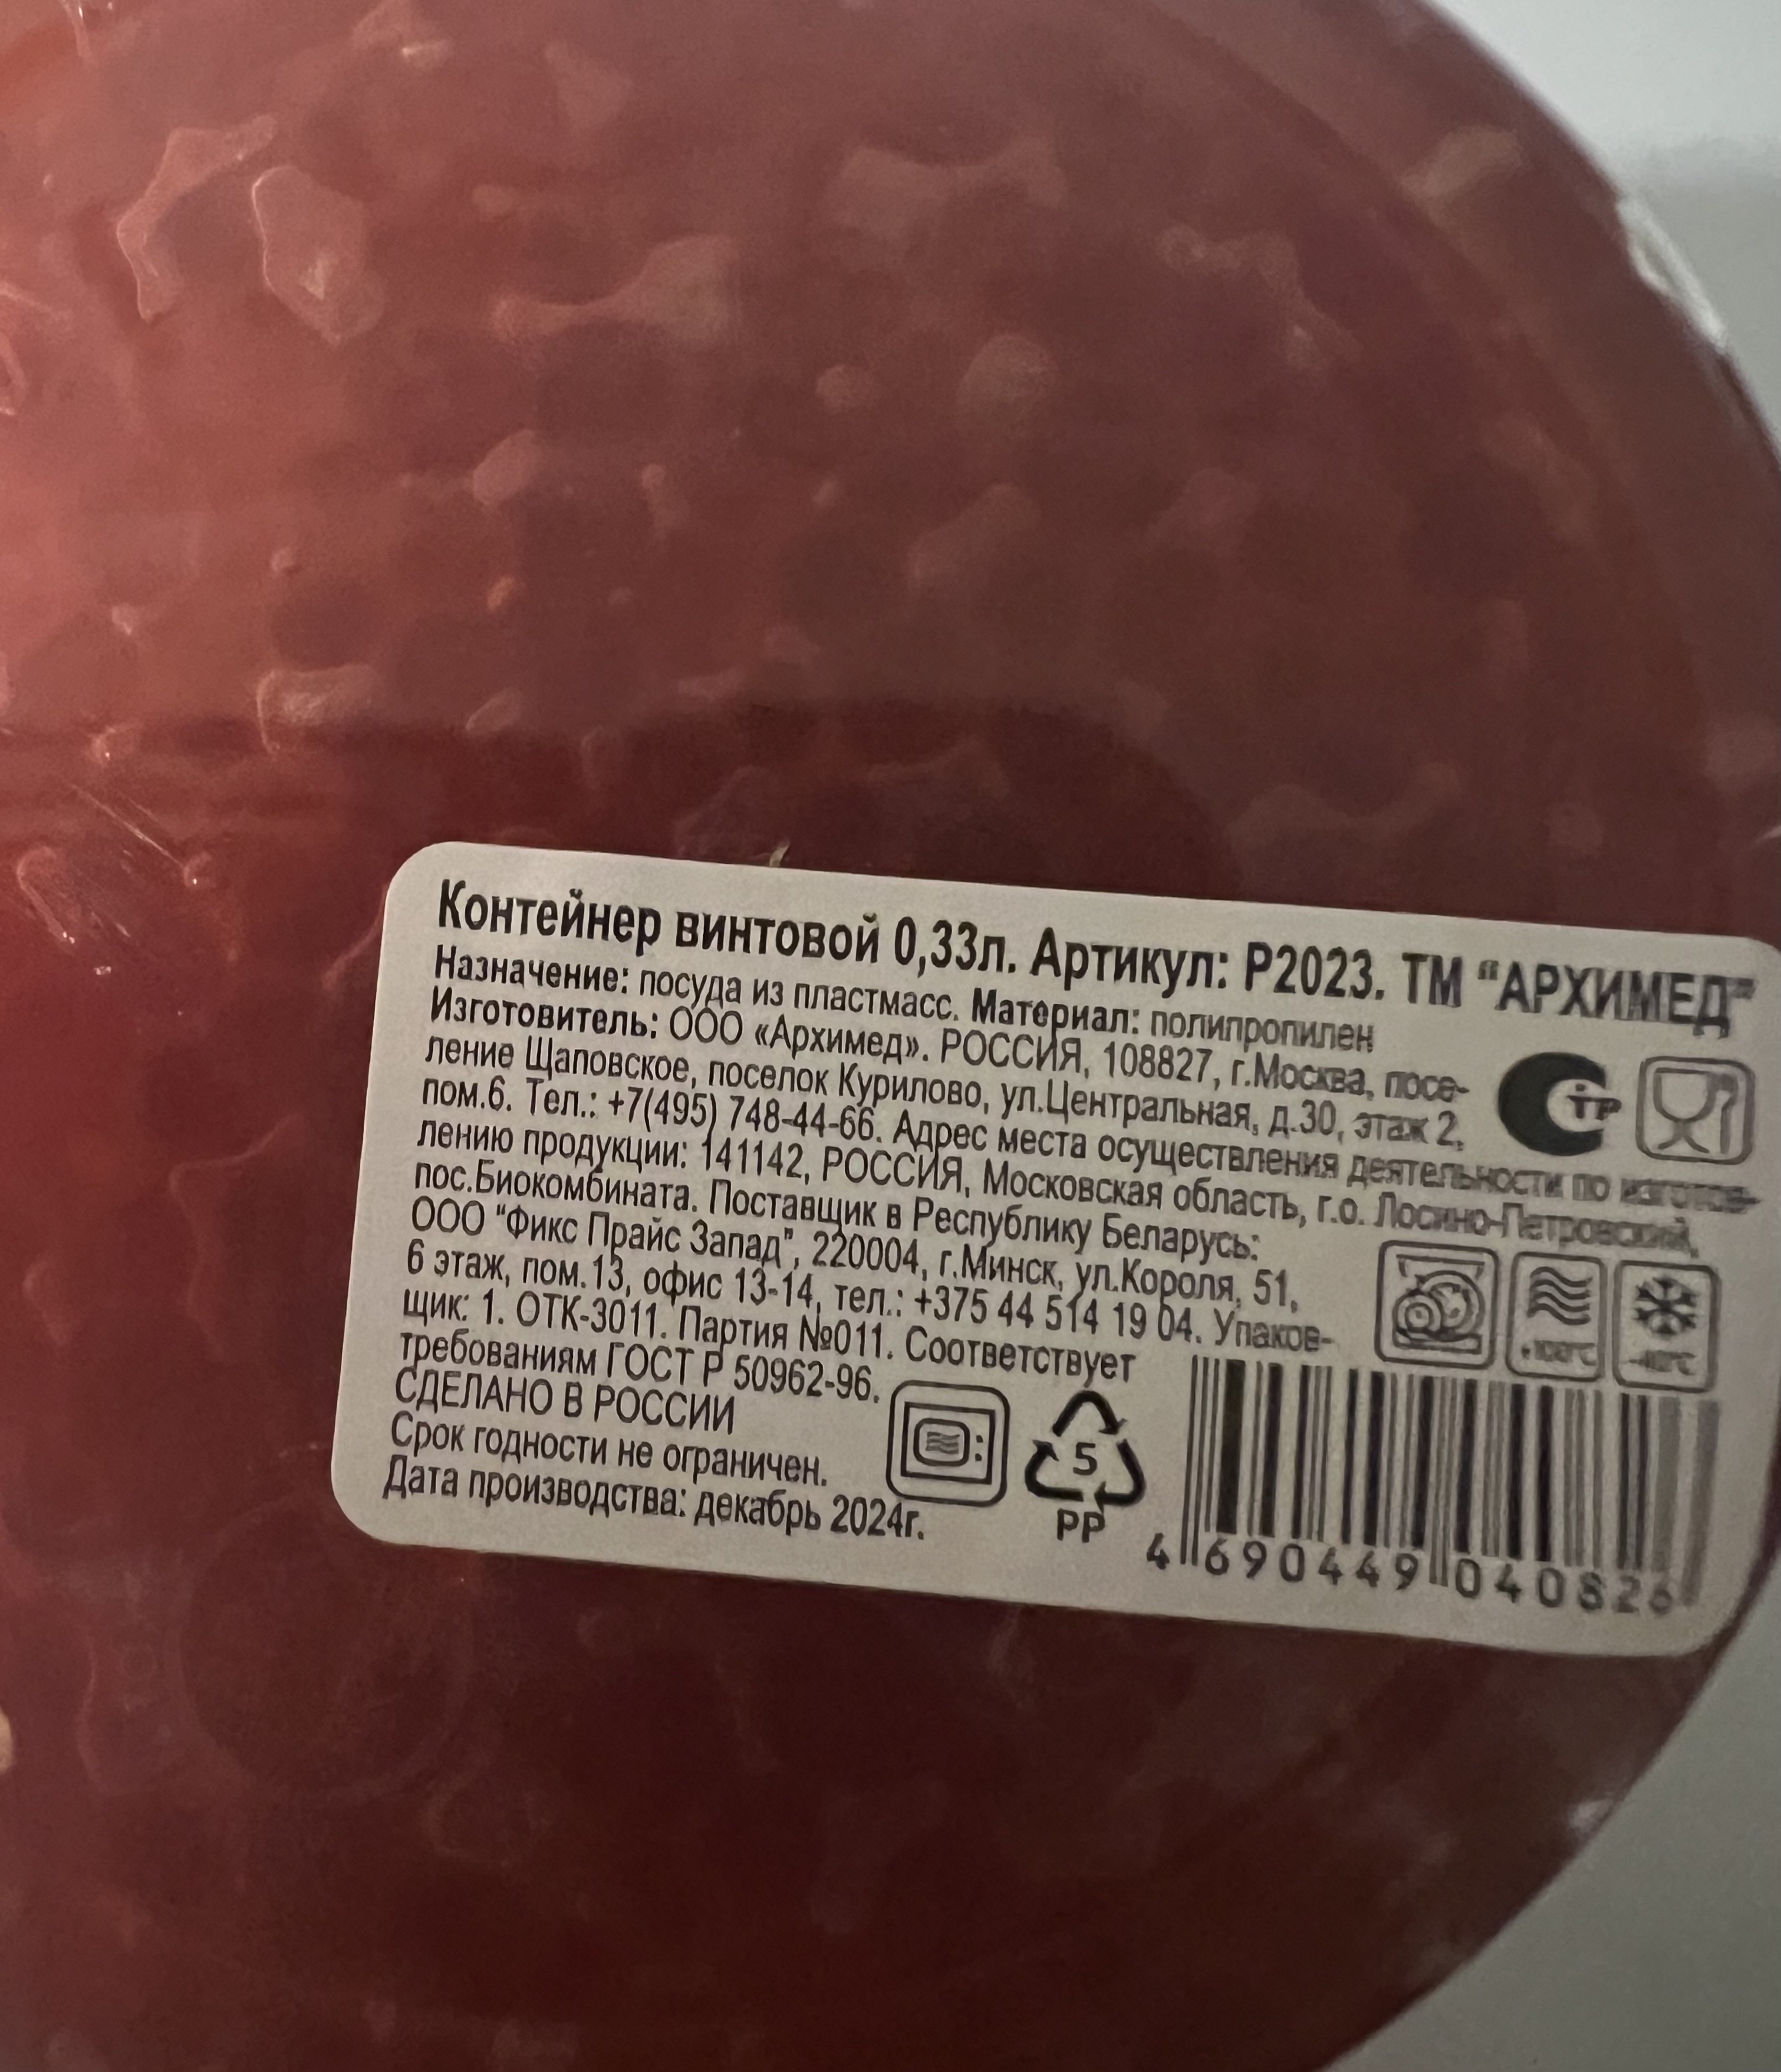 Контейнер винтовой 0,33л. Артикул: Р2023. ТМ "АРХИМЕД"
Назначение: посуда из пластмасс. Материал: полипропилен
Изготовитель: ООО «Архимед». РОССИЯ, 108827, г.Москва, посе-
ление Щаповское, поселок Курилово, ул.Центральная, д.30, этаж 2,
пом.6. Тел.: +7(495) 748-44-66. Адрес места осуществления деятельности по изготов-
лению продукции: 141142, РОССИЯ, Московская область, г.о. Лосино-Петровский,
пос.Биокомбината. Поставщик в Республику Беларусь:
ООО "Фикс Прайс Запад", 220004, г.Минск, ул.Короля, 51,
6 этаж, пом.13, офис 13-14, тел.: +375 44 514 19 04. Упаков-
щик: 1. ОТК-3011. Партия №011. Соответствует
требованиям ГОСТ Р 50962-96.
СДЕЛАНО В РОССИИ
Срок годности не ограничен.
Дата производства: декабрь 2024г.
СТР
+100°C
-40°C
5
PP
4 690449 040826